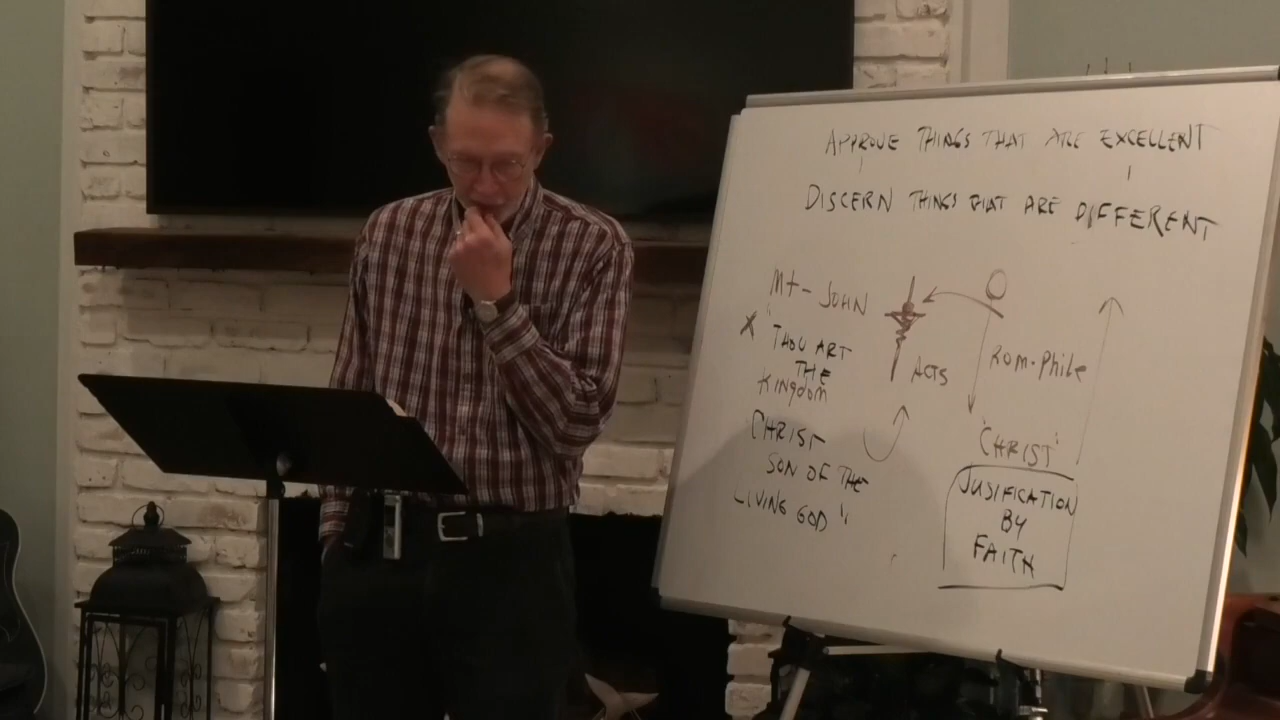 APPROVE THINGS THAT ARE EXCELLENT
DISCERN THINGS THAT ARE DIFFERENT
Mt - JOHN
"THOU ART
THE
KINGDOM
CHRIST
SON OF THE
LIVING GOD"
ACTS
ROM-Phile
"CHRIST"
JUSIFICATION
BY
FAITH